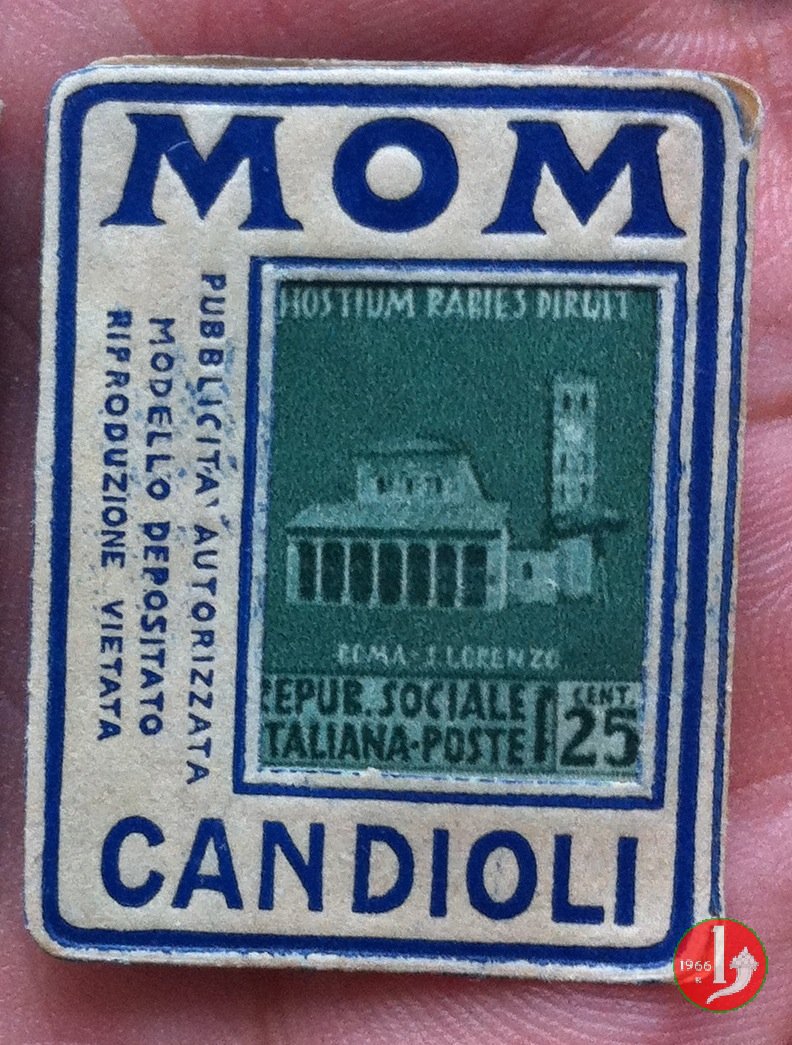 MOM
PUBBLICITA' AUTORIZZATA
MODELLO DEPOSITATO
RIPRODUZIONE VIETATA
HOSTIUM RABIES DIRUIT
ROMA-S.LORENZO
REPUB.SOCIALE
ITALIANA-POSTE
CENT.
25
CANDIOLI
1966